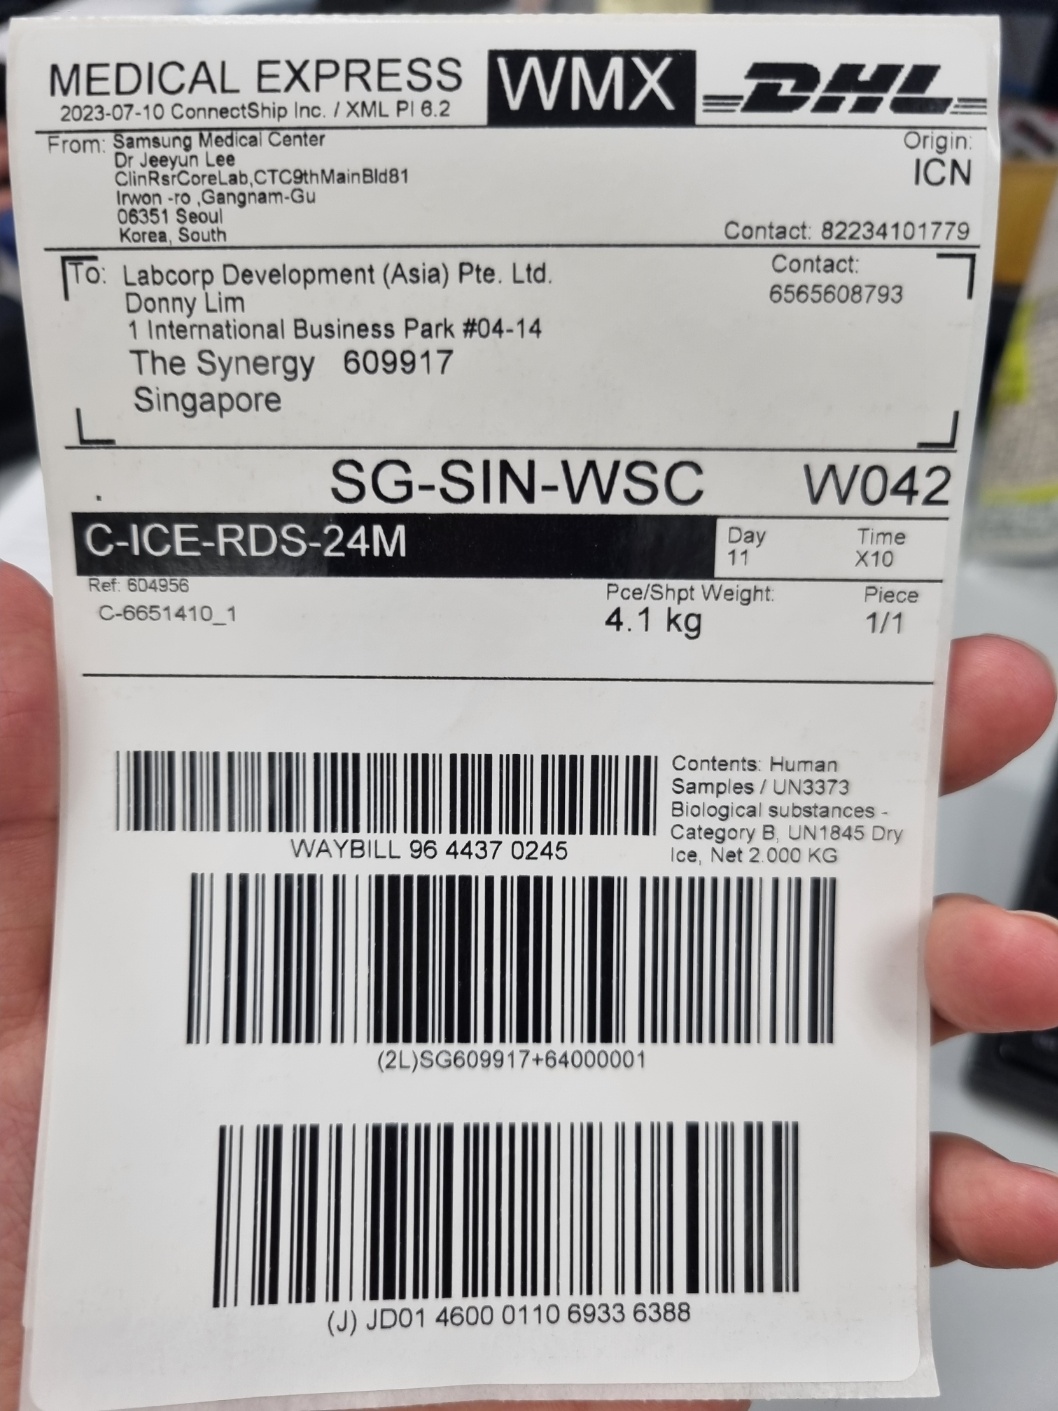 MEDICAL EXPRESS WMX DHL
2023-07-10 ConnectShip Inc. / XML PI 6.2
From: Samsung Medical Center
Dr Jeeyun Lee
ClinRsrCoreLab,CTC9thMainBld81
Irwon -ro ,Gangnam-Gu
06351 Seoul
Korea, South
Origin:
ICN
Contact: 82234101779
To: Labcorp Development (Asia) Pte. Ltd.
Donny Lim
1 International Business Park #04-14
The Synergy 609917
Singapore
Contact:
6565608793
SG-SIN-WSC W042
C-ICE-RDS-24M
Day
11
Time
X10
Ref: 604956
C-6651410_1
Pce/Shpt Weight:
4.1 kg
Piece
1/1
Contents: Human
Samples / UN3373
Biological substances -
Category B, UN1845 Dry
Ice, Net 2.000 KG
WAYBILL 96 4437 0245
(2L)SG609917+64000001
(J) JD01 4600 0110 6933 6388